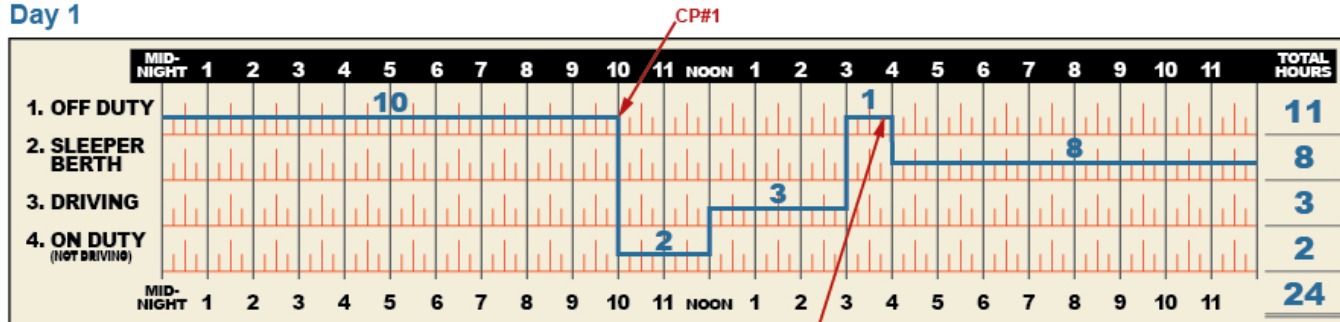 Day 1
CP#1
MID-NIGHT 1 2 3 4 5 6 7 8 9 10 11 NOON 1 2 3 4 5 6 7 8 9 10 11 TOTAL HOURS
1. OFF DUTY 10 1 11
2. SLEEPER BERTH 8 8
3. DRIVING 3 3
4. ON DUTY (NOT DRIVING) 2 2
MID-NIGHT 1 2 3 4 5 6 7 8 9 10 11 NOON 1 2 3 4 5 6 7 8 9 10 11 24